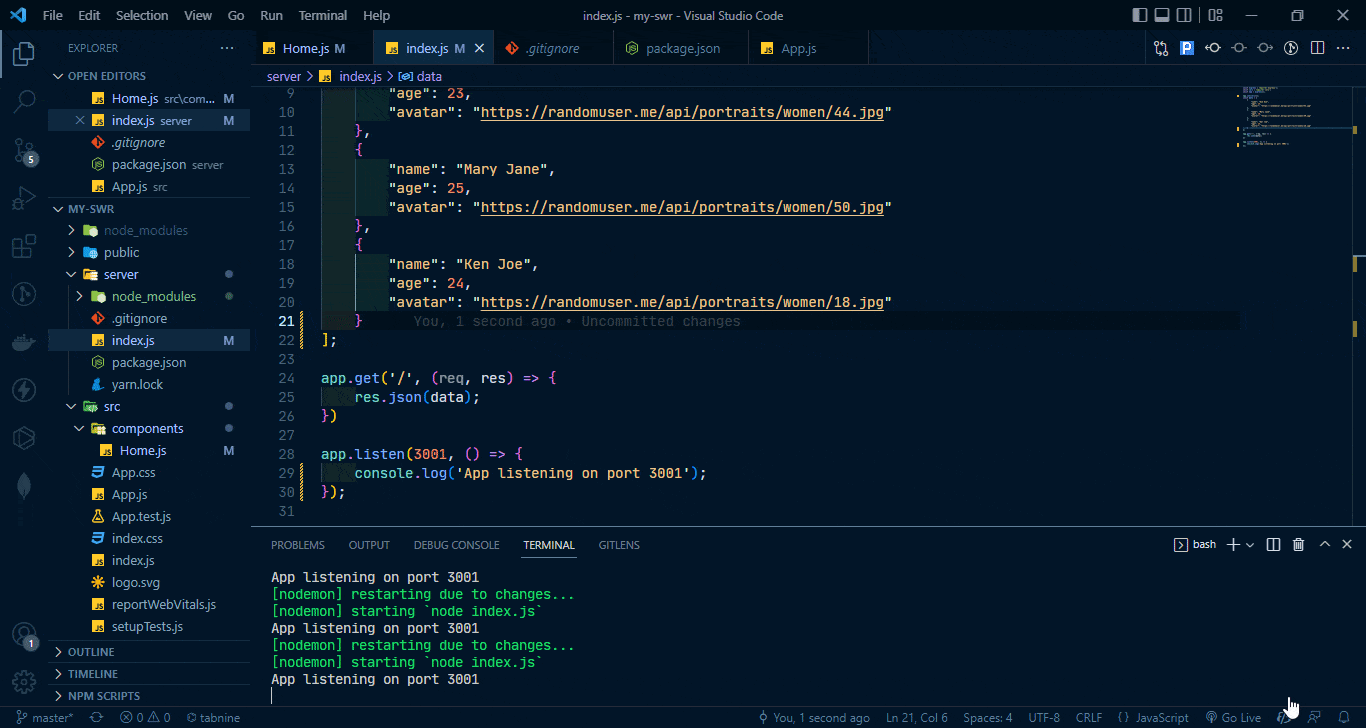 File Edit Selection View Go Run Terminal Help index.js - my-swr - Visual Studio Code
EXPLORER
OPEN EDITORS
Home.js src\com... M
index.js server M
.gitignore
package.json server
App.js src
MY-SWR
node_modules
public
server
node_modules
.gitignore
index.js M
package.json
yarn.lock
src
components
Home.js M
App.css
App.js
App.test.js
index.css
index.js
logo.svg
reportWebVitals.js
setupTests.js
OUTLINE
TIMELINE
NPM SCRIPTS
5
1
Home.js M index.js M .gitignore package.json App.js
server > index.js > data
9 "age": 23,
10 "avatar": "https://randomuser.me/api/portraits/women/44.jpg"
11 },
12 {
13 "name": "Mary Jane",
14 "age": 25,
15 "avatar": "https://randomuser.me/api/portraits/women/50.jpg"
16 },
17 {
18 "name": "Ken Joe",
19 "age": 24,
20 "avatar": "https://randomuser.me/api/portraits/women/18.jpg"
21 } You, 1 second ago • Uncommitted changes
22 ];
23
24 app.get('/', (req, res) => {
25 res.json(data);
26 })
27
28 app.listen(3001, () => {
29 console.log('App listening on port 3001');
30 });
31
PROBLEMS OUTPUT DEBUG CONSOLE TERMINAL GITLENS bash
App listening on port 3001
[nodemon] restarting due to changes...
[nodemon] starting `node index.js`
App listening on port 3001
[nodemon] restarting due to changes...
[nodemon] starting `node index.js`
App listening on port 3001
master* 0 0 tabnine You, 1 second ago Ln 21, Col 6 Spaces: 4 UTF-8 CRLF {} JavaScript Go Live